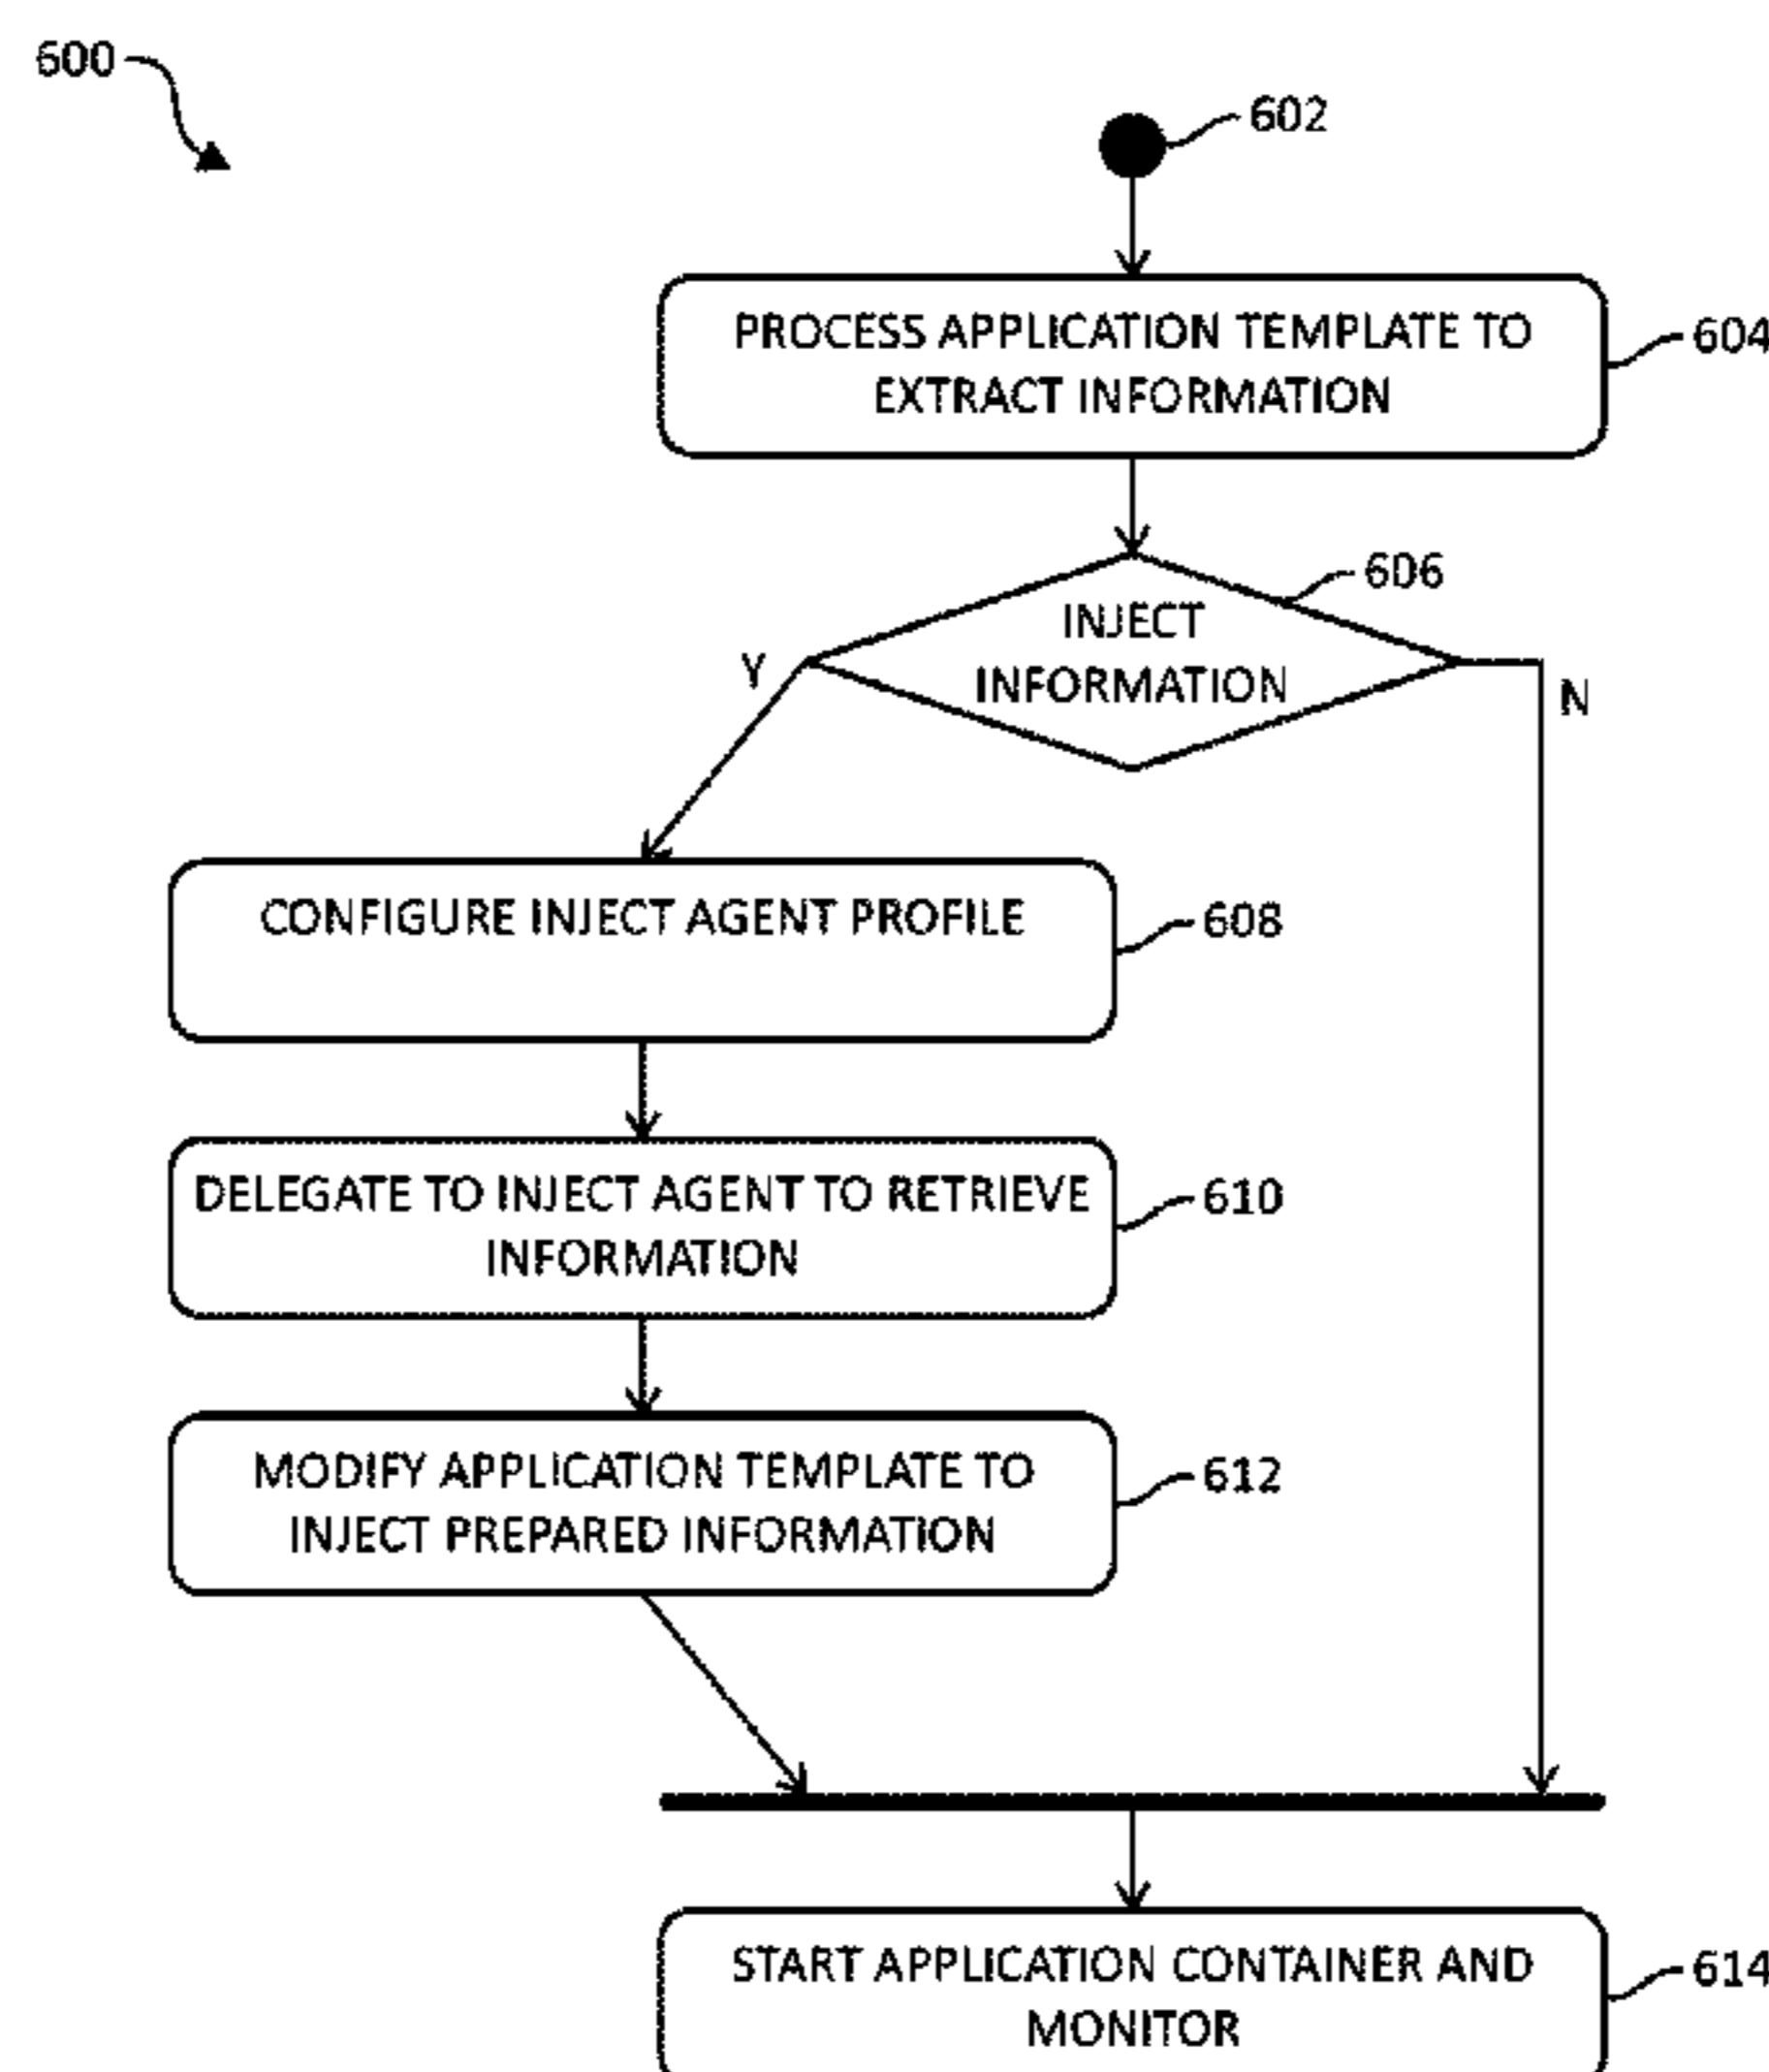 600
602
PROCESS APPLICATION TEMPLATE TO
EXTRACT INFORMATION
604
606
INJECT
INFORMATION
Y
N
CONFIGURE INJECT AGENT PROFILE
608
DELEGATE TO INJECT AGENT TO RETRIEVE
INFORMATION
610
MODIFY APPLICATION TEMPLATE TO
INJECT PREPARED INFORMATION
612
START APPLICATION CONTAINER AND
MONITOR
614